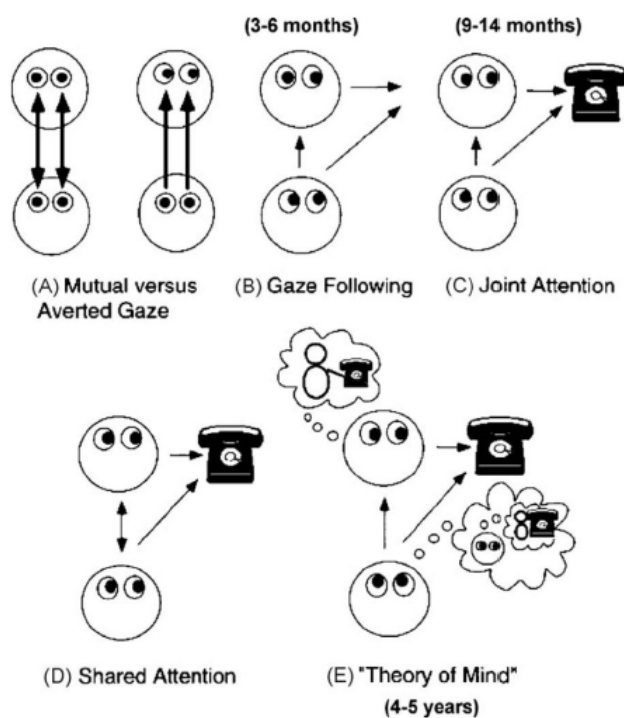 (3-6 months)
(9-14 months)
(A) Mutual versus
Averted Gaze
(B) Gaze Following
(C) Joint Attention
(D) Shared Attention
(E) "Theory of Mind"
(4-5 years)